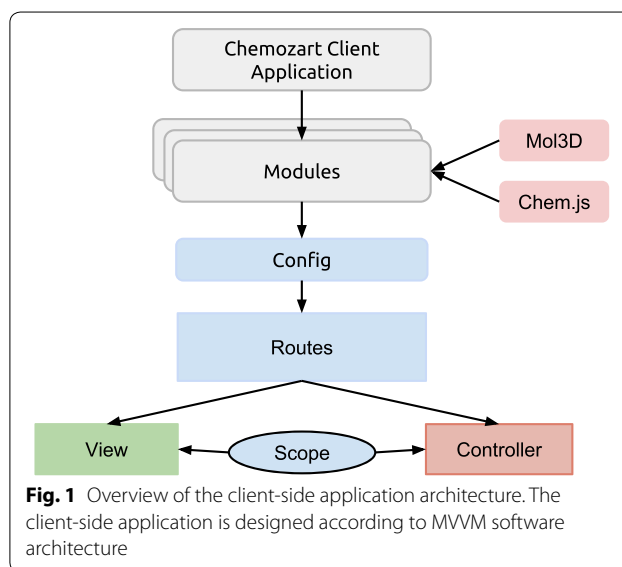 Chemozart Client
Application
Modules
Mol3D
Chem.js
Config
Routes
View
Scope
Controller
Fig. 1 Overview of the client-side application architecture. The
client-side application is designed according to MVVM software
architecture